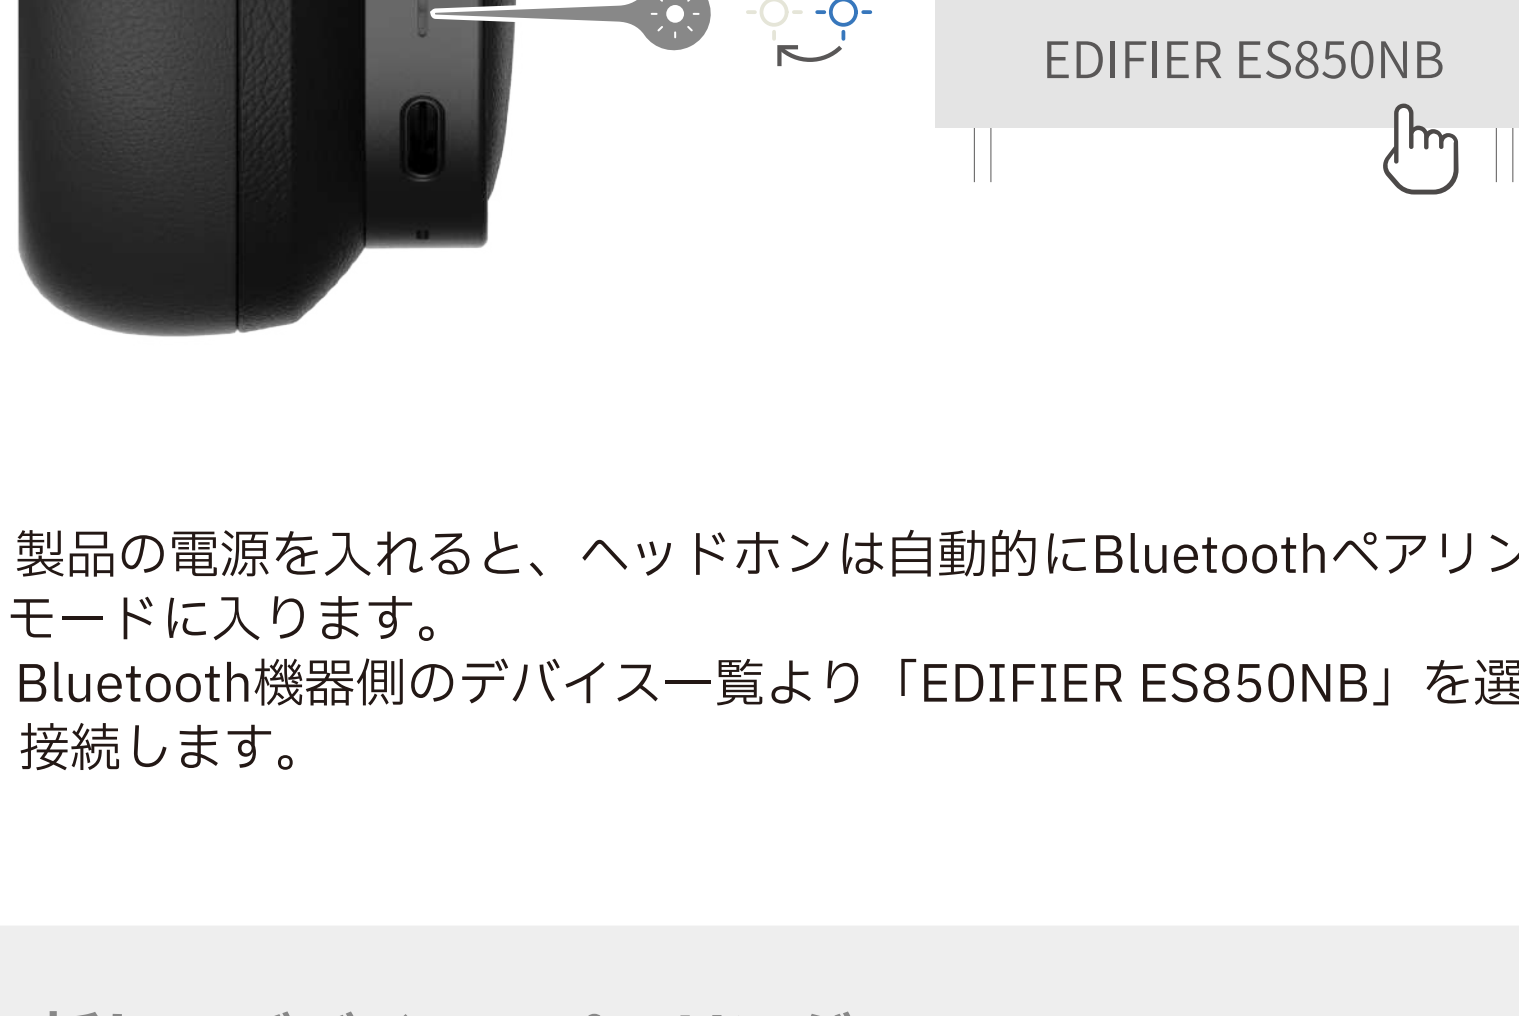 EDIFIER ES850NB
製品の電源を入れると、ヘッドホンは自動的にBluetoothペアリン
モードに入ります。
Bluetooth機器側のデバイス一覧より「EDIFIER ES850NB」を選
接続します。